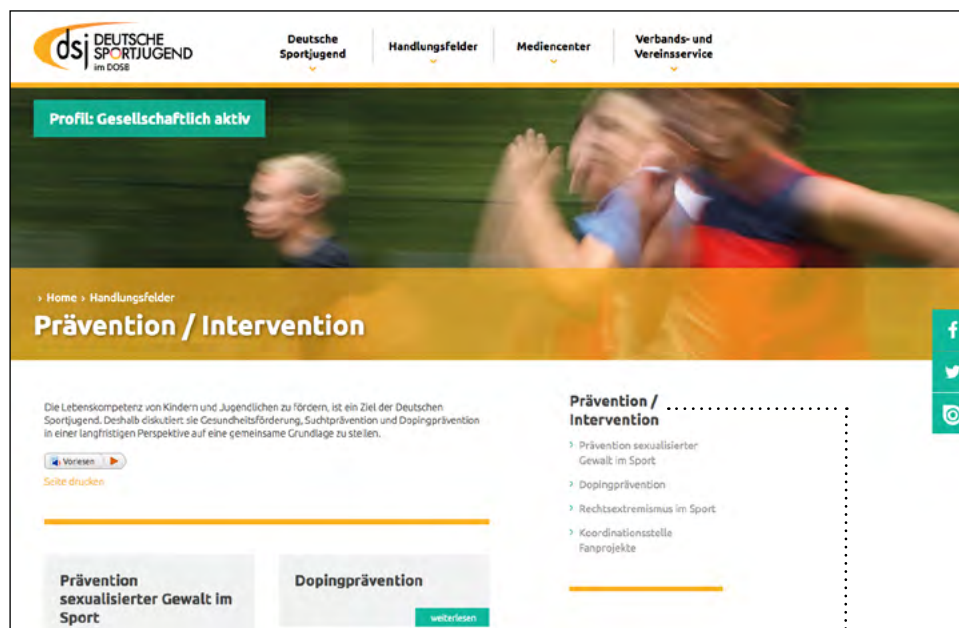 dsj DEUTSCHE
SPORTJUGEND
im DOSB
Deutsche
Sportjugend
Handlungsfelder
Mediencenter
Verbands- und
Vereinsservice
Profil: Gesellschaftlich aktiv
› Home › Handlungsfelder
Prävention / Intervention
Die Lebenskompetenz von Kindern und Jugendlichen zu fördern, ist ein Ziel der Deutschen
Sportjugend. Deshalb diskutiert sie Gesundheitsförderung, Suchtprävention und Dopingprävention
in einer langfristigen Perspektive auf eine gemeinsame Grundlage zu stellen.
Vorlesen
Seite drucken
Prävention
sexualisierter Gewalt im
Sport
Dopingprävention
weiterlesen
Prävention /
Intervention
› Prävention sexualisierter
Gewalt im Sport
› Dopingprävention
› Rechtsextremismus im Sport
› Koordinationsstelle
Fanprojekte